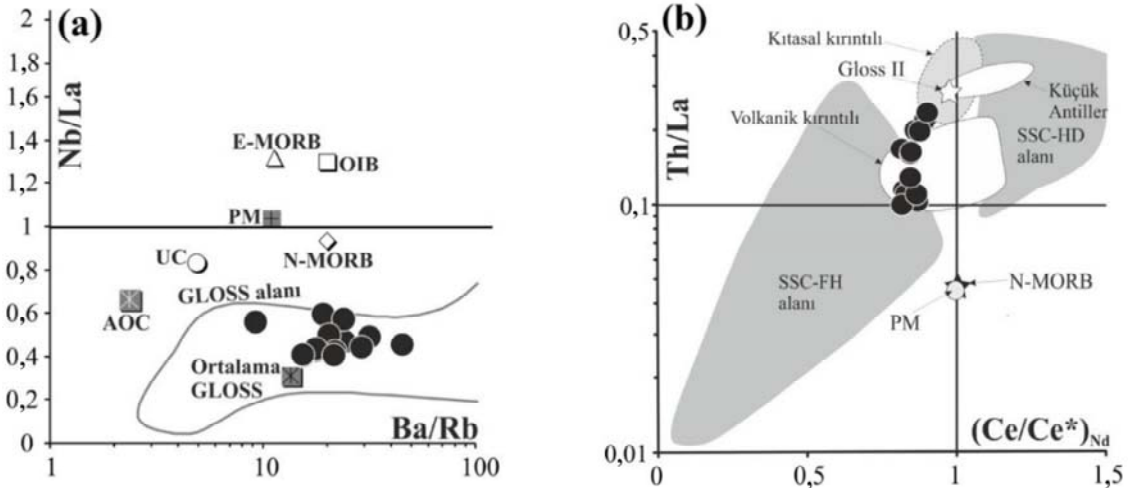 (a)
Nb/La
2
1,8
1,6
1,4
1,2
1
0,8
0,6
0,4
0,2
0
E-MORB
OIB
PM
UC
N-MORB
GLOSS alanı
AOC
Ortalama
GLOSS
Ba/Rb
1
10
100
(b)
Th/La
0,5
0,1
0,01
Kıtasal kırıntılı
Gloss II
Küçük
Antiller
Volkanik kırıntılı
SSC-HD
alanı
SSC-FH
alanı
N-MORB
PM
(Ce/Ce*)Nd
0
0,5
1
1,5